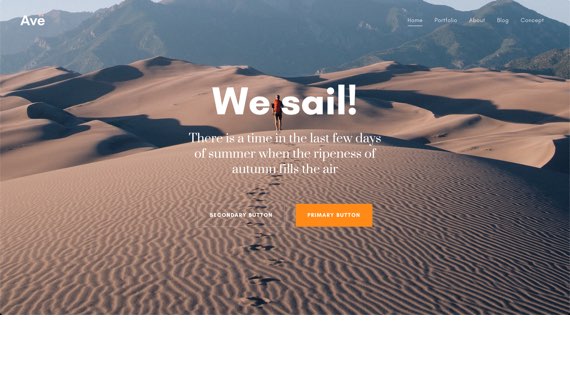 Ave
Home Portfolio About Blog Concept
We sail!
There is a time in the last few days
of summer when the ripeness of
autumn fills the air
SECONDARY BUTTON PRIMARY BUTTON